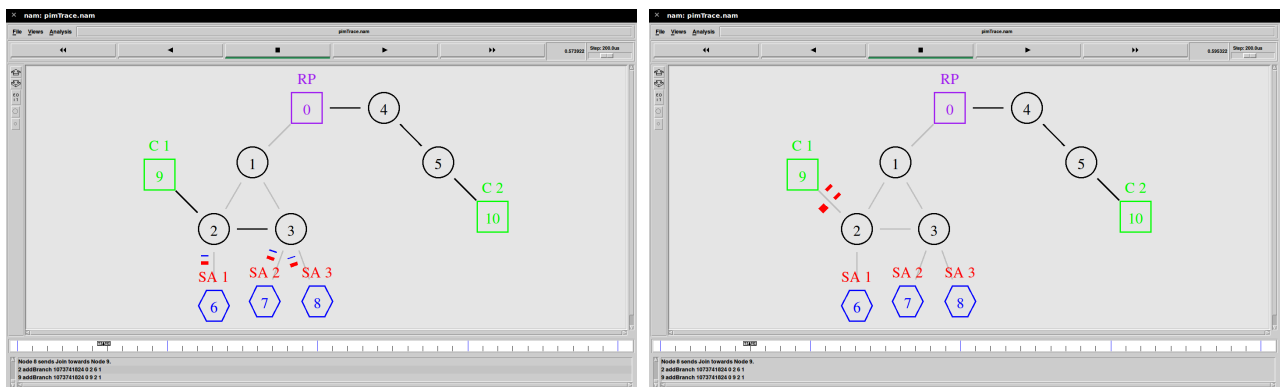 nam: pimTrace.nam
File Views Analysis
pimTrace.nam
0.573922
Step: 200.0us
RP
0
4
C 1
9
1
5
C 2
10
2
3
SA 1
SA 2
SA 3
6
7
8
Node 8 sends Join towards Node 9.
2 addBranch 1073741824 0 2 6 1
9 addBranch 1073741824 0 9 2 1
nam: pimTrace.nam
File Views Analysis
pimTrace.nam
0.595322
Step: 200.0us
RP
0
4
C 1
9
1
5
C 2
10
2
3
SA 1
SA 2
SA 3
6
7
8
Node 8 sends Join towards Node 9.
2 addBranch 1073741824 0 2 6 1
9 addBranch 1073741824 0 9 2 1